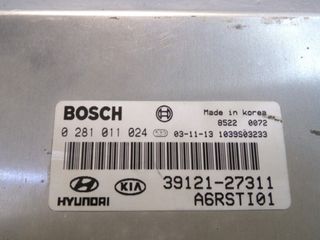 BOSCH
Made in korea
8522 0072
0 281 011 024 03-11-13 1039S03233
HYUNDAI KIA 39121-27311
A6RSTI01